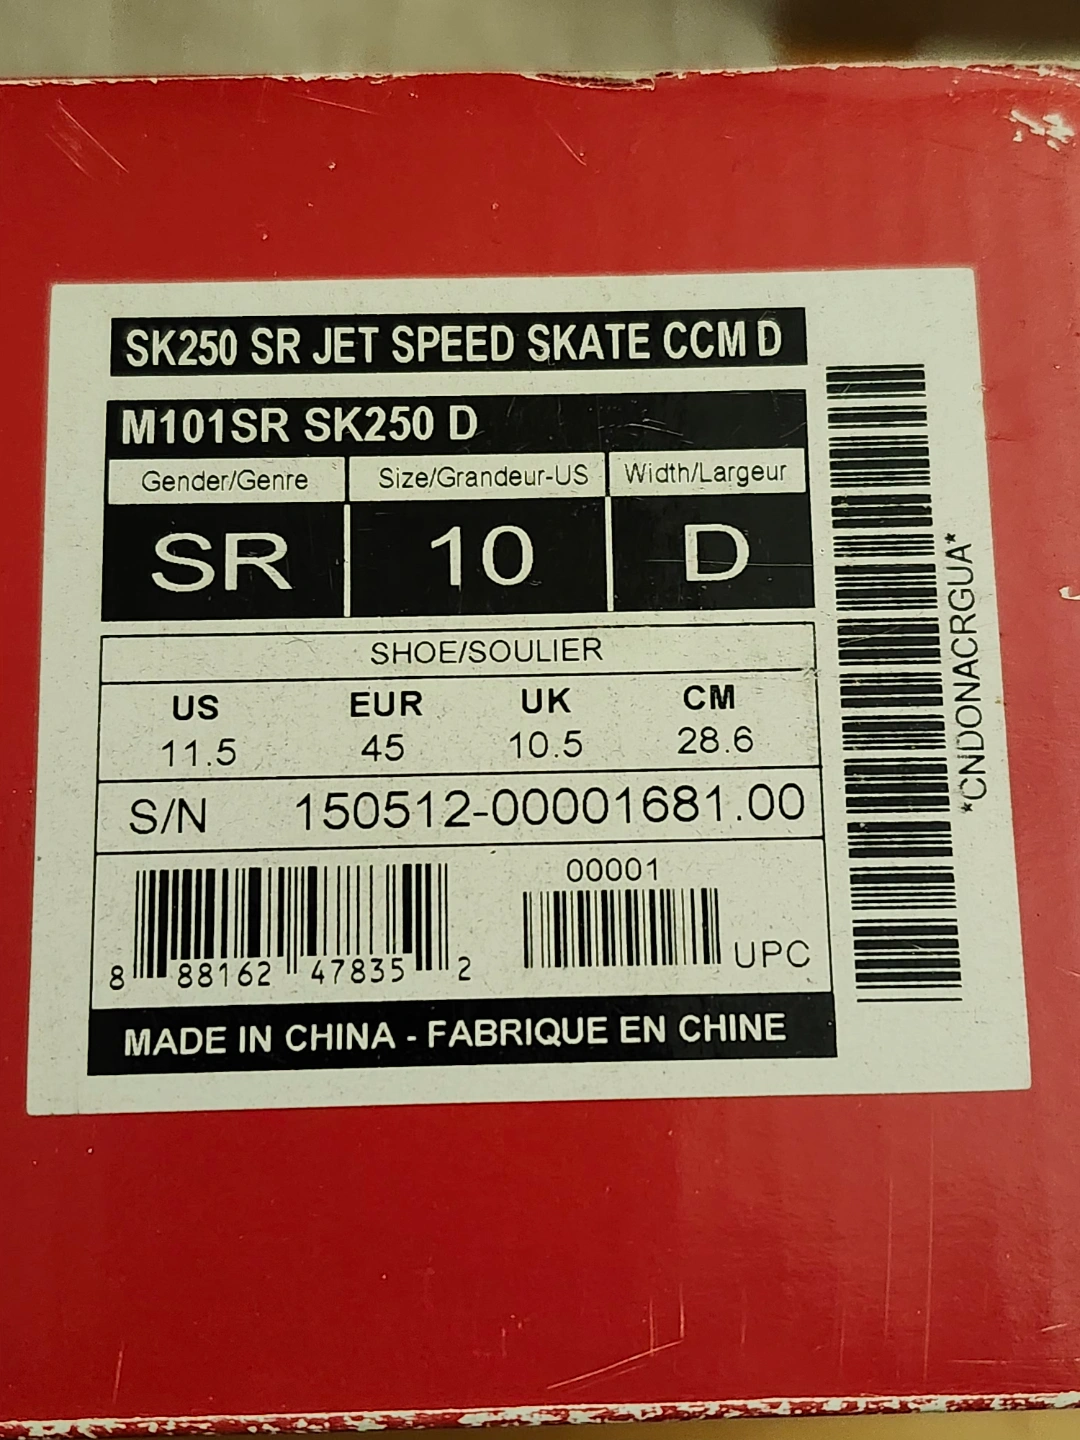 SK250 SR JET SPEED SKATE CCM D
M101SR SK250 D
Gender/Genre Size/Grandeur-US Width/Largeur
SR 10 D
SHOE/SOULIER
US EUR UK CM
11.5 45 10.5 28.6
S/N 150512-00001681.00
00001
8 88162 47835 2
UPC
MADE IN CHINA - FABRIQUE EN CHINE
*CNDONACRGUA*